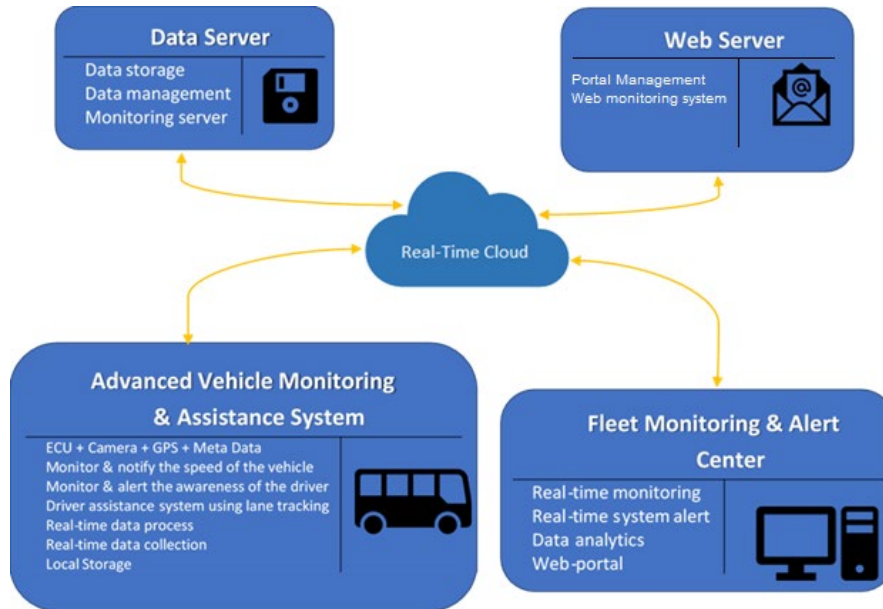 Data Server
Data storage
Data management
Monitoring server
Web Server
Portal Management
Web monitoring system
@
Real-Time Cloud
Advanced Vehicle Monitoring
& Assistance System
ECU + Camera + GPS + Meta Data
Monitor & notify the speed of the vehicle
Monitor & alert the awareness of the driver
Driver assistance system using lane tracking
Real-time data process
Real-time data collection
Local Storage
Fleet Monitoring & Alert
Center
Real-time monitoring
Real-time system alert
Data analytics
Web-portal